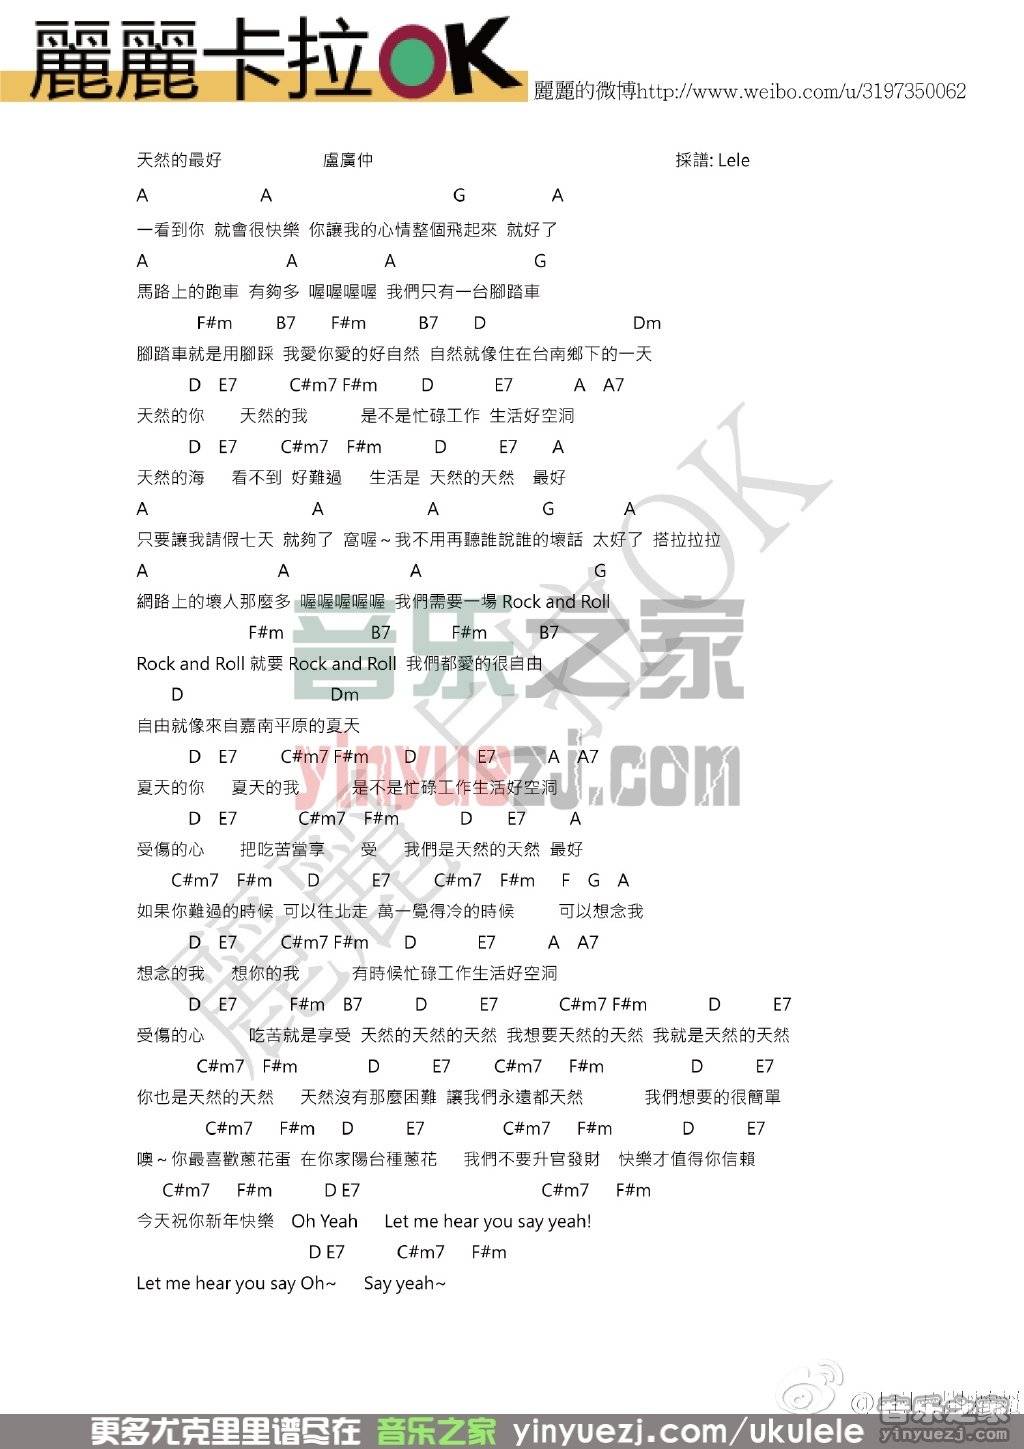 麗麗卡拉OK
麗麗的微博http://www.weibo.com/u/3197350062
天然的最好 盧廣仲 採譜: Lele
A A G A
一看到你 就會很快樂 你讓我的心情整個飛起來 就好了
A A A G
馬路上的跑車 有夠多 喔喔喔喔 我們只有一台腳踏車
F#m B7 F#m B7 D Dm
腳踏車就是用腳踩 我愛你愛的好自然 自然就像住在台南鄉下的一天
D E7 C#m7 F#m D E7 A A7
天然的你 天然的我 是不是忙碌工作 生活好空洞
D E7 C#m7 F#m D E7 A
天然的海 看不到 好難過 生活是 天然的天然 最好
A A A G A
只要讓我請假七天 就夠了 窩喔~我不用再聽誰說誰的壞話 太好了 搭拉拉拉
A A A G
網路上的壞人那麼多 喔喔喔喔喔 我們需要一場 Rock and Roll
F#m B7 F#m B7
Rock and Roll 就要 Rock and Roll 我們都愛的很自由
D Dm
自由就像來自嘉南平原的夏天
D E7 C#m7 F#m D E7 A A7
夏天的你 夏天的我 是不是忙碌工作生活好空洞
D E7 C#m7 F#m D E7 A
受傷的心 把吃苦當享 受 我們是天然的天然 最好
C#m7 F#m D E7 C#m7 F#m F G A
如果你難過的時候 可以往北走 萬一覺得冷的時候 可以想念我
D E7 C#m7 F#m D E7 A A7
想念的我 想你的我 有時候忙碌工作生活好空洞
D E7 F#m B7 D E7 C#m7 F#m D E7
受傷的心 吃苦就是享受 天然的天然的天然 我想要天然的天然 我就是天然的天然
C#m7 F#m D E7 C#m7 F#m D E7
你也是天然的天然 天然沒有那麼困難 讓我們永遠都天然 我們想要的很簡單
C#m7 F#m D E7 C#m7 F#m D E7
噢~你最喜歡蔥花蛋 在你家陽台種蔥花 我們不要升官發財 快樂才值得你信賴
C#m7 F#m D E7 C#m7 F#m
今天祝你新年快樂 Oh Yeah Let me hear you say yeah!
D E7 C#m7 F#m
Let me hear you say Oh~ Say yeah~
麗麗卡拉OK
音乐之家
yinyuezj.com
更多尤克里里谱尽在 音乐之家 yinyuezj.com/ukulele
音乐之家
yinyuezj.com